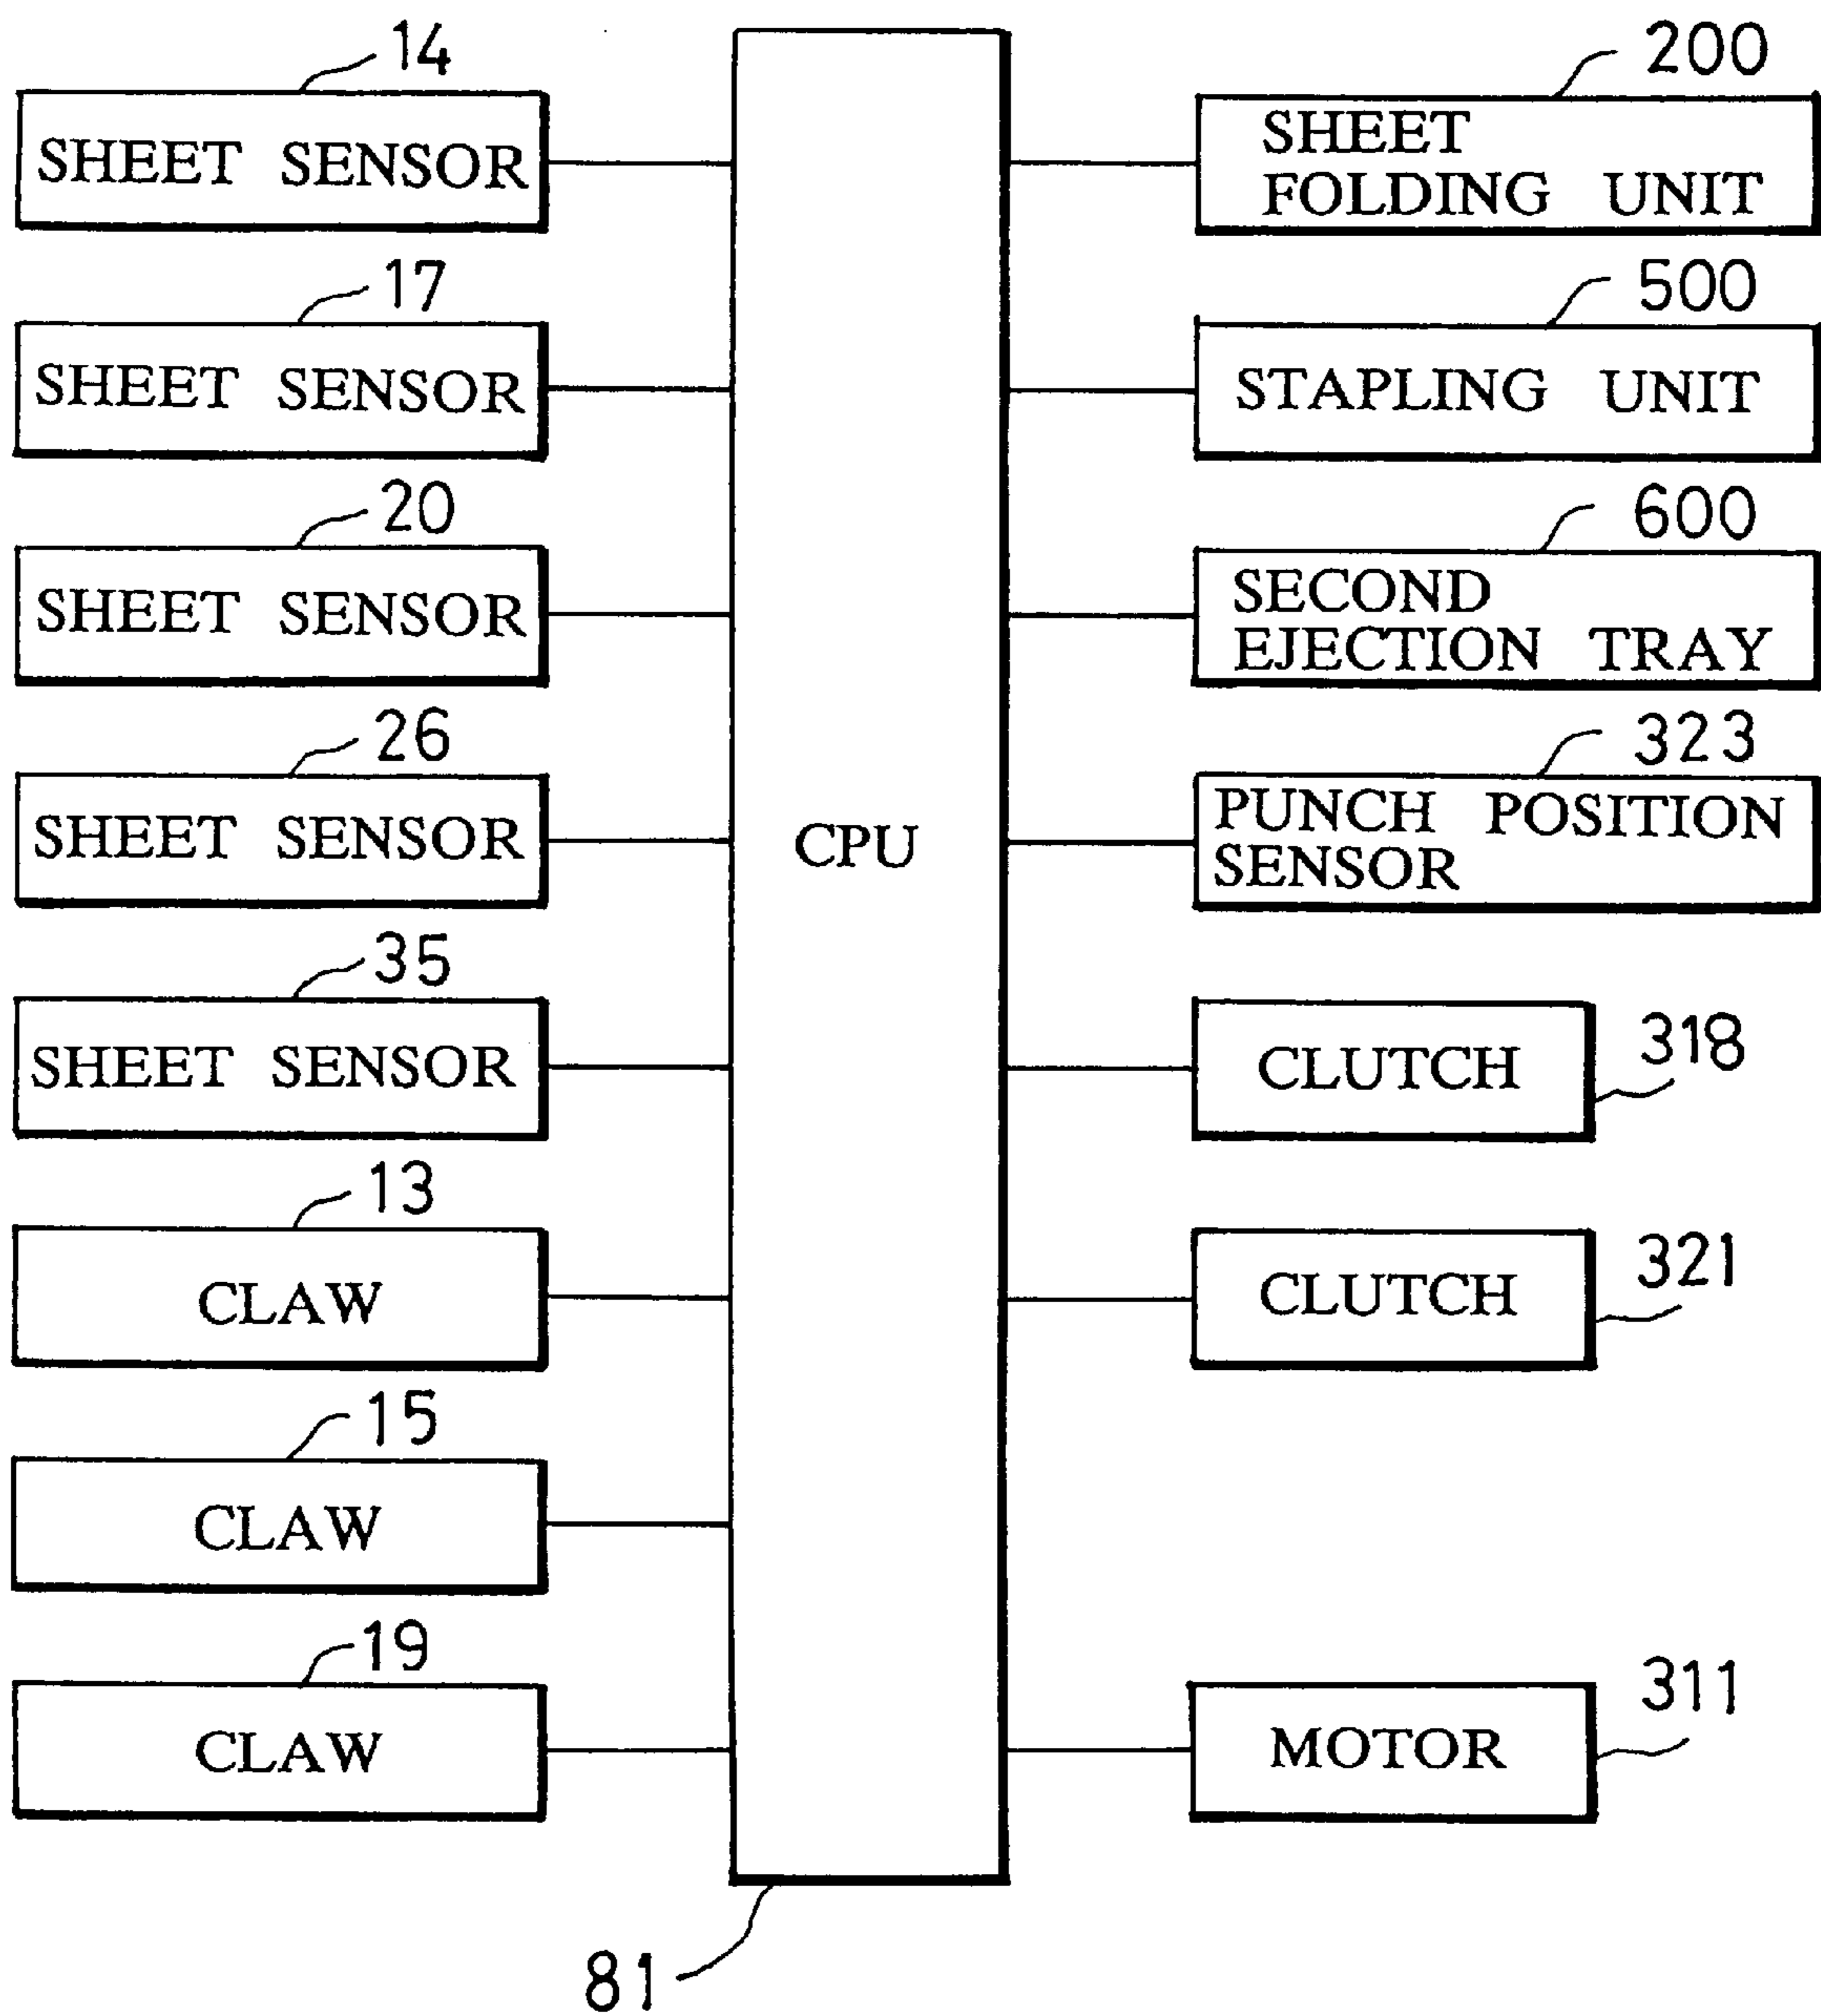 14
SHEET SENSOR
17
SHEET SENSOR
20
SHEET SENSOR
26
SHEET SENSOR
35
SHEET SENSOR
13
CLAW
15
CLAW
19
CLAW
CPU
81
200
SHEET
FOLDING UNIT
500
STAPLING UNIT
600
SECOND
EJECTION TRAY
323
PUNCH POSITION
SENSOR
318
CLUTCH
321
CLUTCH
311
MOTOR